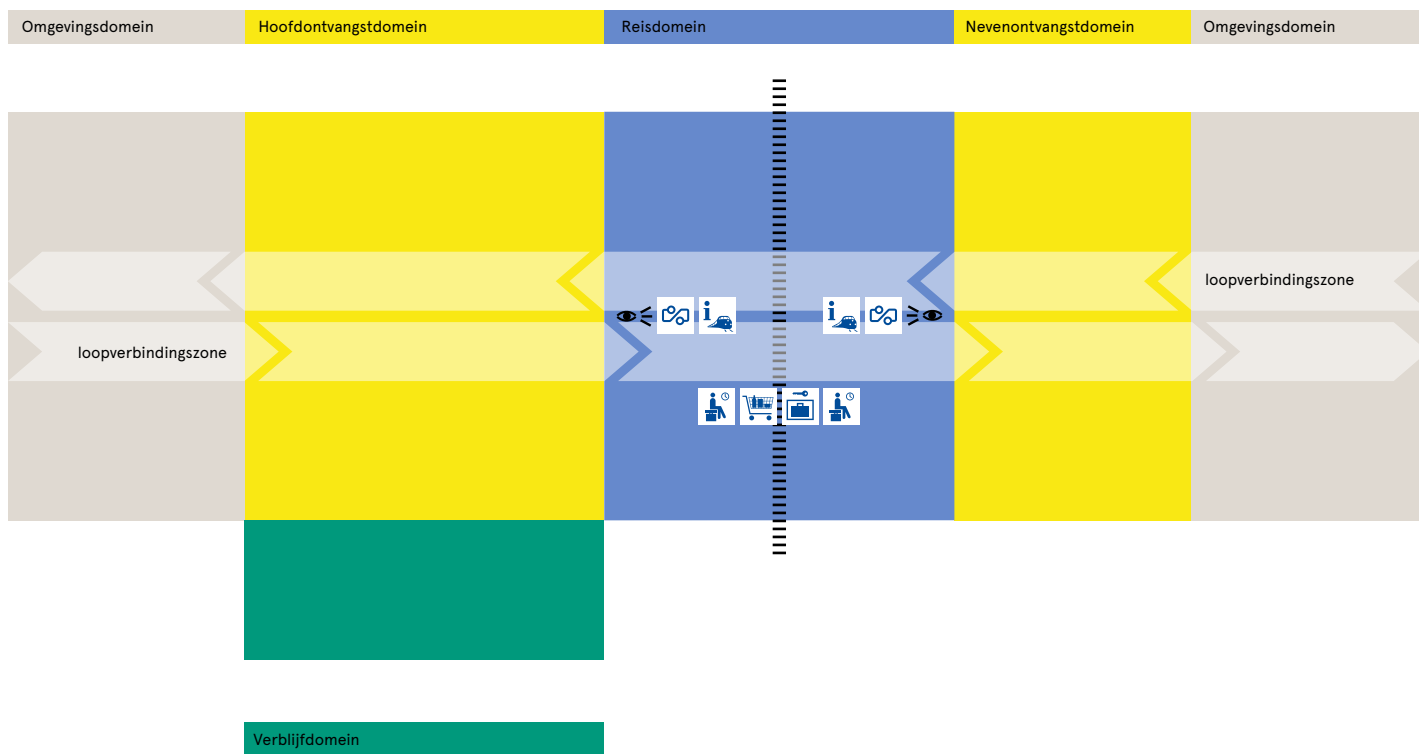 Omgevingsdomein
Hoofdontvangstdomein
Reisdomein
Nevenontvangstdomein
Omgevingsdomein
loopverbindingszone
i
i
loopverbindingszone
Verblijfdomein